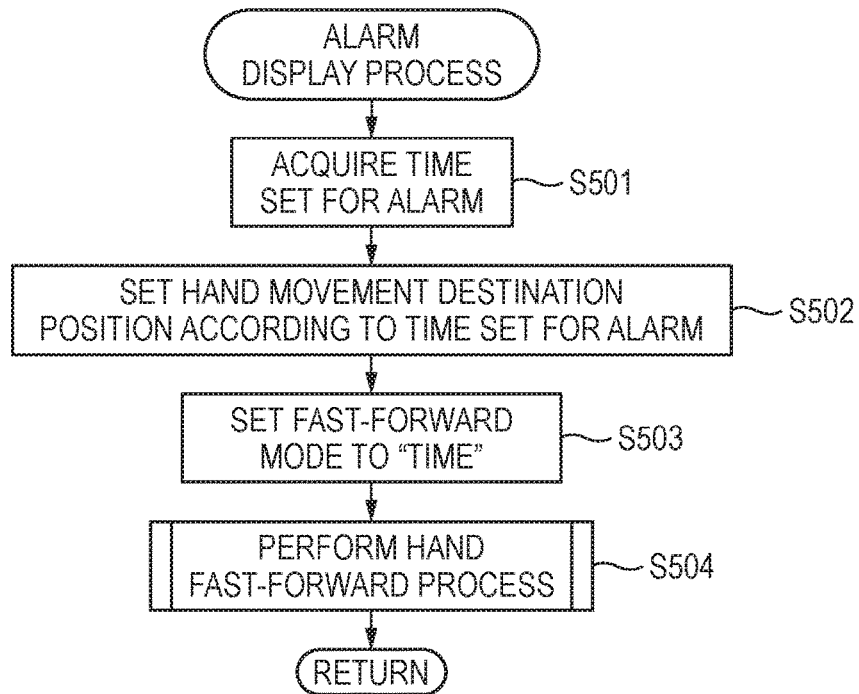 ALARM
DISPLAY PROCESS
ACQUIRE TIME
SET FOR ALARM
S501
SET HAND MOVEMENT DESTINATION
POSITION ACCORDING TO TIME SET FOR ALARM
S502
SET FAST-FORWARD
MODE TO “TIME”
S503
PERFORM HAND
FAST-FORWARD PROCESS
S504
RETURN